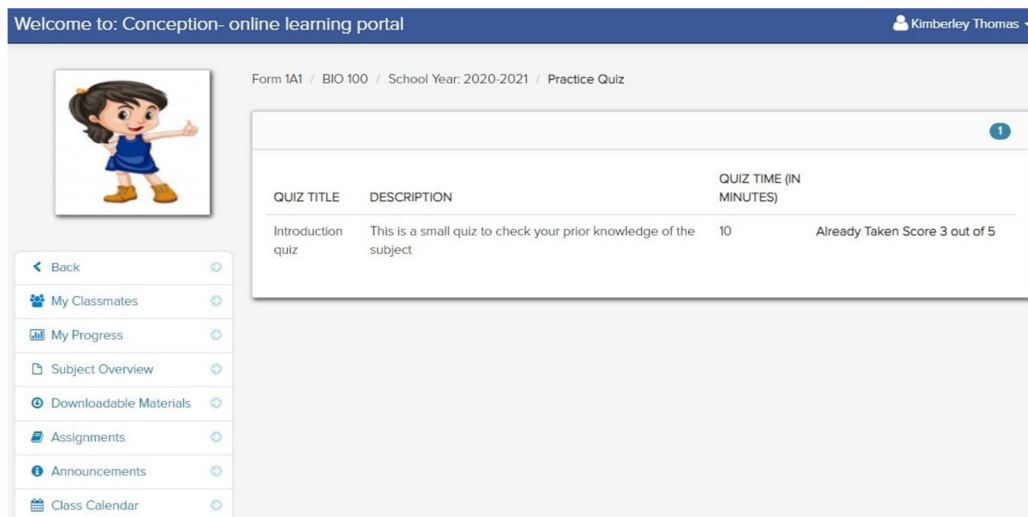 Welcome to: Conception- online learning portal
Kimberley Thomas
Form 1A1 / BIO 100 / School Year: 2020-2021 / Practice Quiz
1
QUIZ TITLE DESCRIPTION QUIZ TIME (IN
MINUTES)
Introduction This is a small quiz to check your prior knowledge of the 10 Already Taken Score 3 out of 5
quiz subject
Back
My Classmates
My Progress
Subject Overview
Downloadable Materials
Assignments
Announcements
Class Calendar